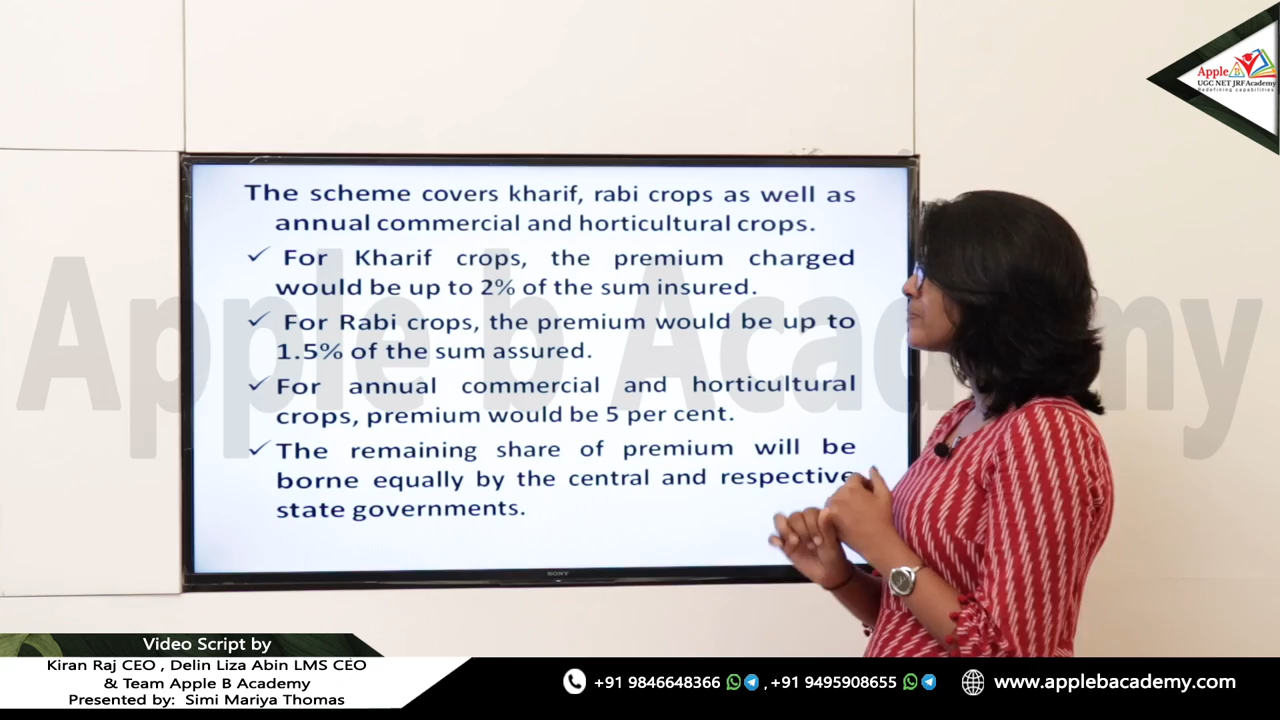 Apple B
UGC NET JRF Academy
Redefining capabilities
The scheme covers kharif, rabi crops as well as
annual commercial and horticultural crops.
✓ For Kharif crops, the premium charged
would be up to 2% of the sum insured.
✓ For Rabi crops, the premium would be up to
1.5% of the sum assured.
✓ For annual commercial and horticultural
crops, premium would be 5 per cent.
✓ The remaining share of premium will be
borne equally by the central and respective
state governments.
Apple b Academy
SONY
Video Script by
Kiran Raj CEO , Delin Liza Abin LMS CEO
& Team Apple B Academy
Presented by: Simi Mariya Thomas
+91 9846648366 , +91 9495908655 www.applebacademy.com